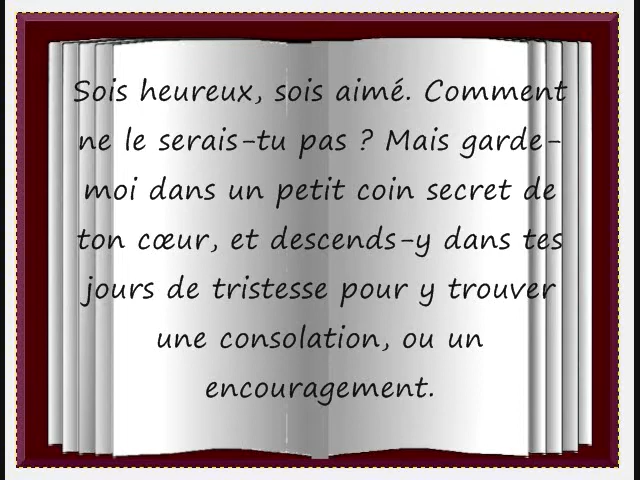 Sois heureux, sois aimé. Comment
ne le serais-tu pas ? Mais garde-
moi dans un petit coin secret de
ton cœur, et descends-y dans tes
jours de tristesse pour y trouver
une consolation, ou un
encouragement.